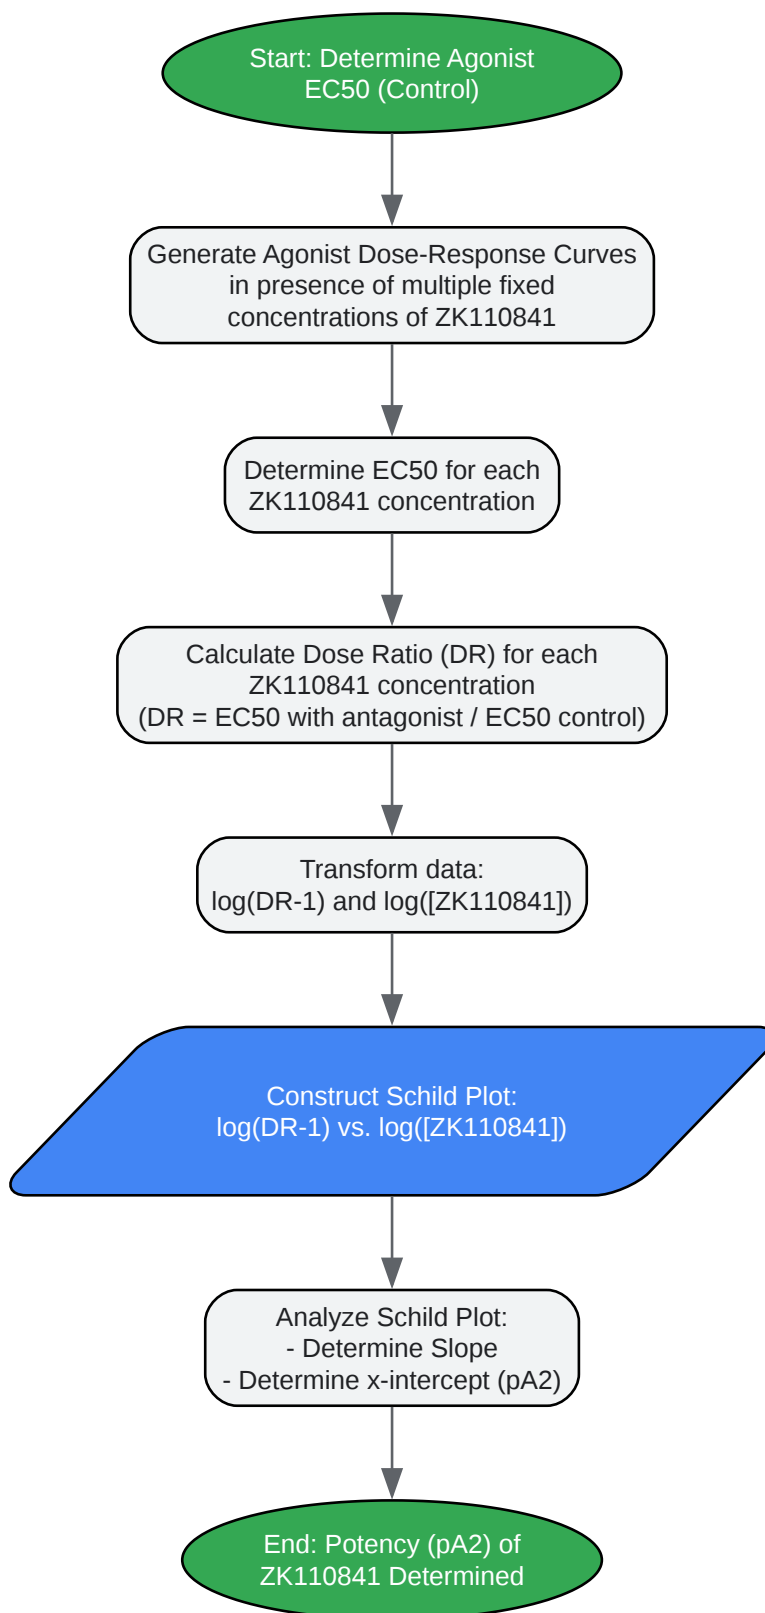 Start: Determine Agonist
EC50 (Control)
Generate Agonist Dose-Response Curves
in presence of multiple fixed
concentrations of ZK110841
Determine EC50 for each
ZK110841 concentration
Calculate Dose Ratio (DR) for each
ZK110841 concentration
(DR = EC50 with antagonist / EC50 control)
Transform data:
log(DR-1) and log([ZK110841])
Construct Schild Plot:
log(DR-1) vs. log([ZK110841])
Analyze Schild Plot:
- Determine Slope
- Determine x-intercept (pA2)
End: Potency (pA2) of
ZK110841 Determined